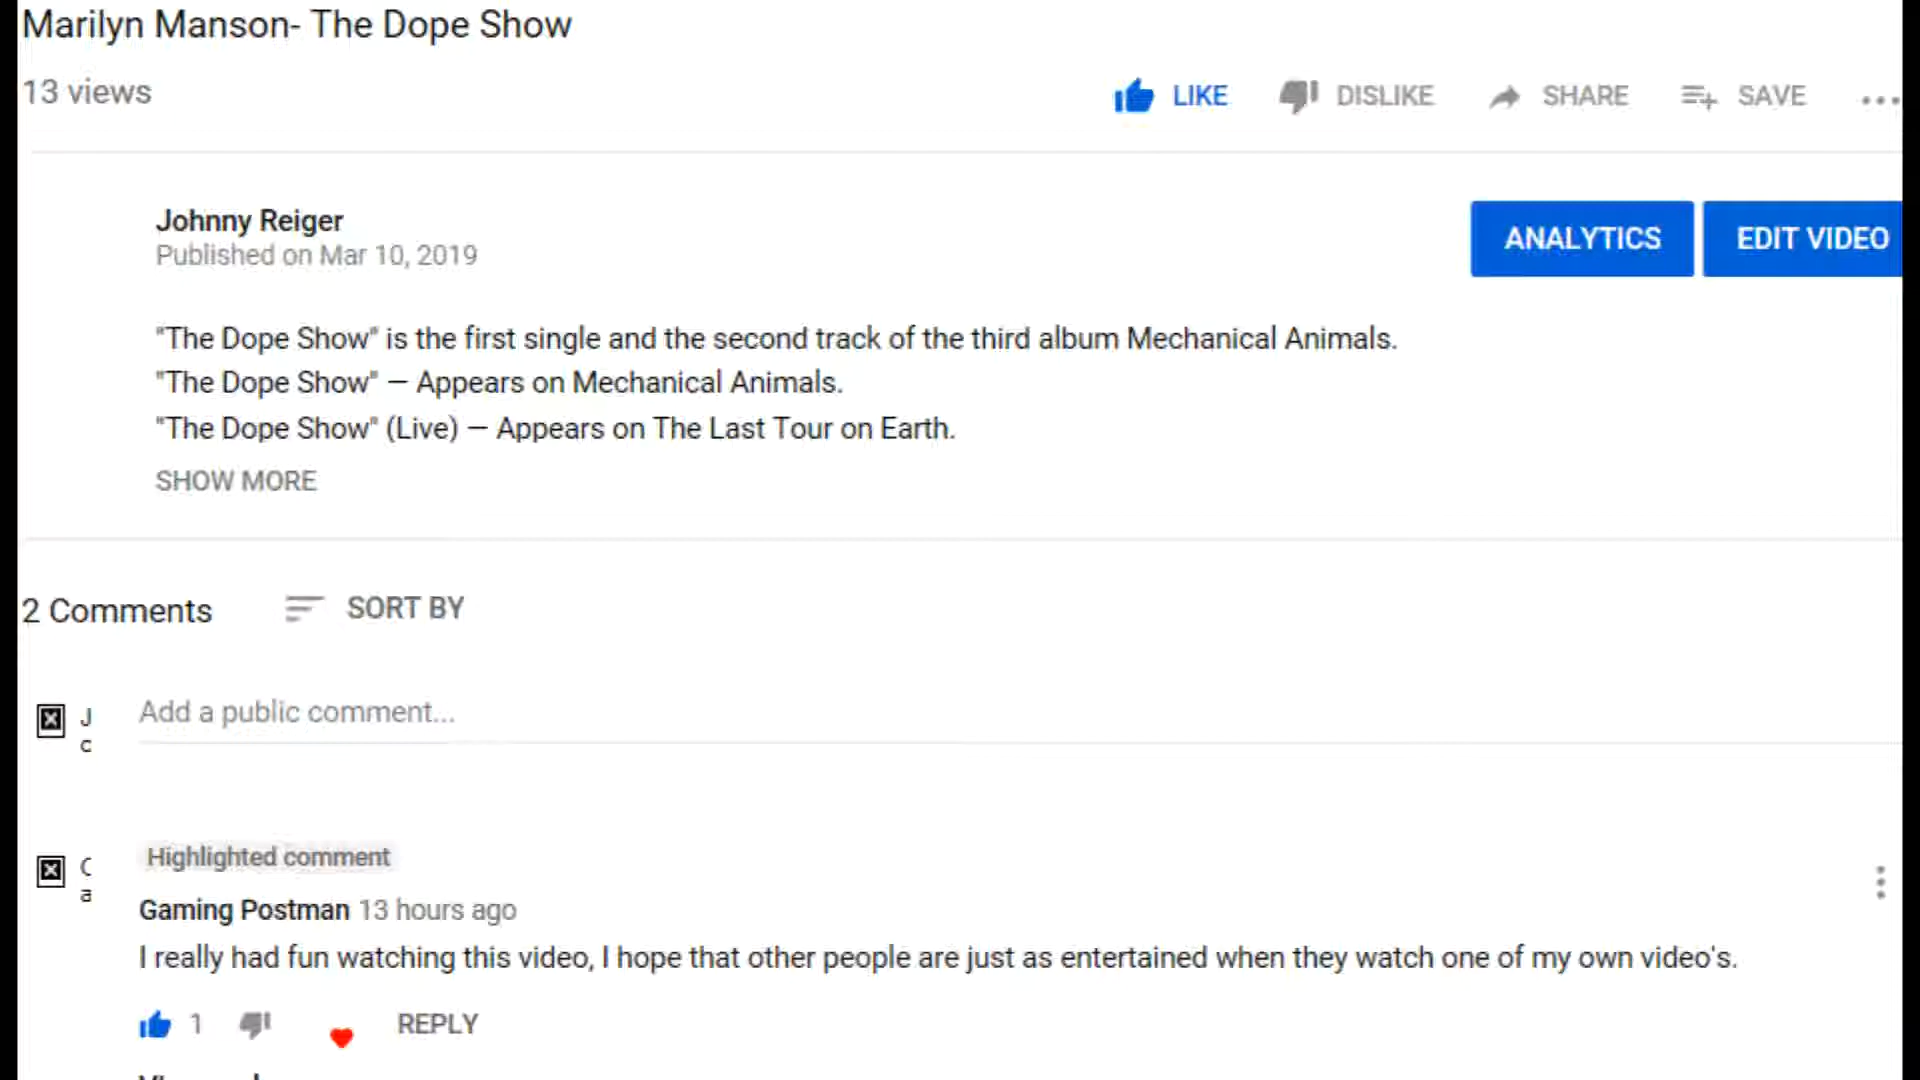 Marilyn Manson- The Dope Show
13 views
LIKE DISLIKE SHARE SAVE
Johnny Reiger
Published on Mar 10, 2019
ANALYTICS EDIT VIDEO
"The Dope Show" is the first single and the second track of the third album Mechanical Animals.
"The Dope Show" — Appears on Mechanical Animals.
"The Dope Show" (Live) — Appears on The Last Tour on Earth.
SHOW MORE
2 Comments SORT BY
Add a public comment...
Highlighted comment
Gaming Postman 13 hours ago
I really had fun watching this video, I hope that other people are just as entertained when they watch one of my own video's.
1 REPLY